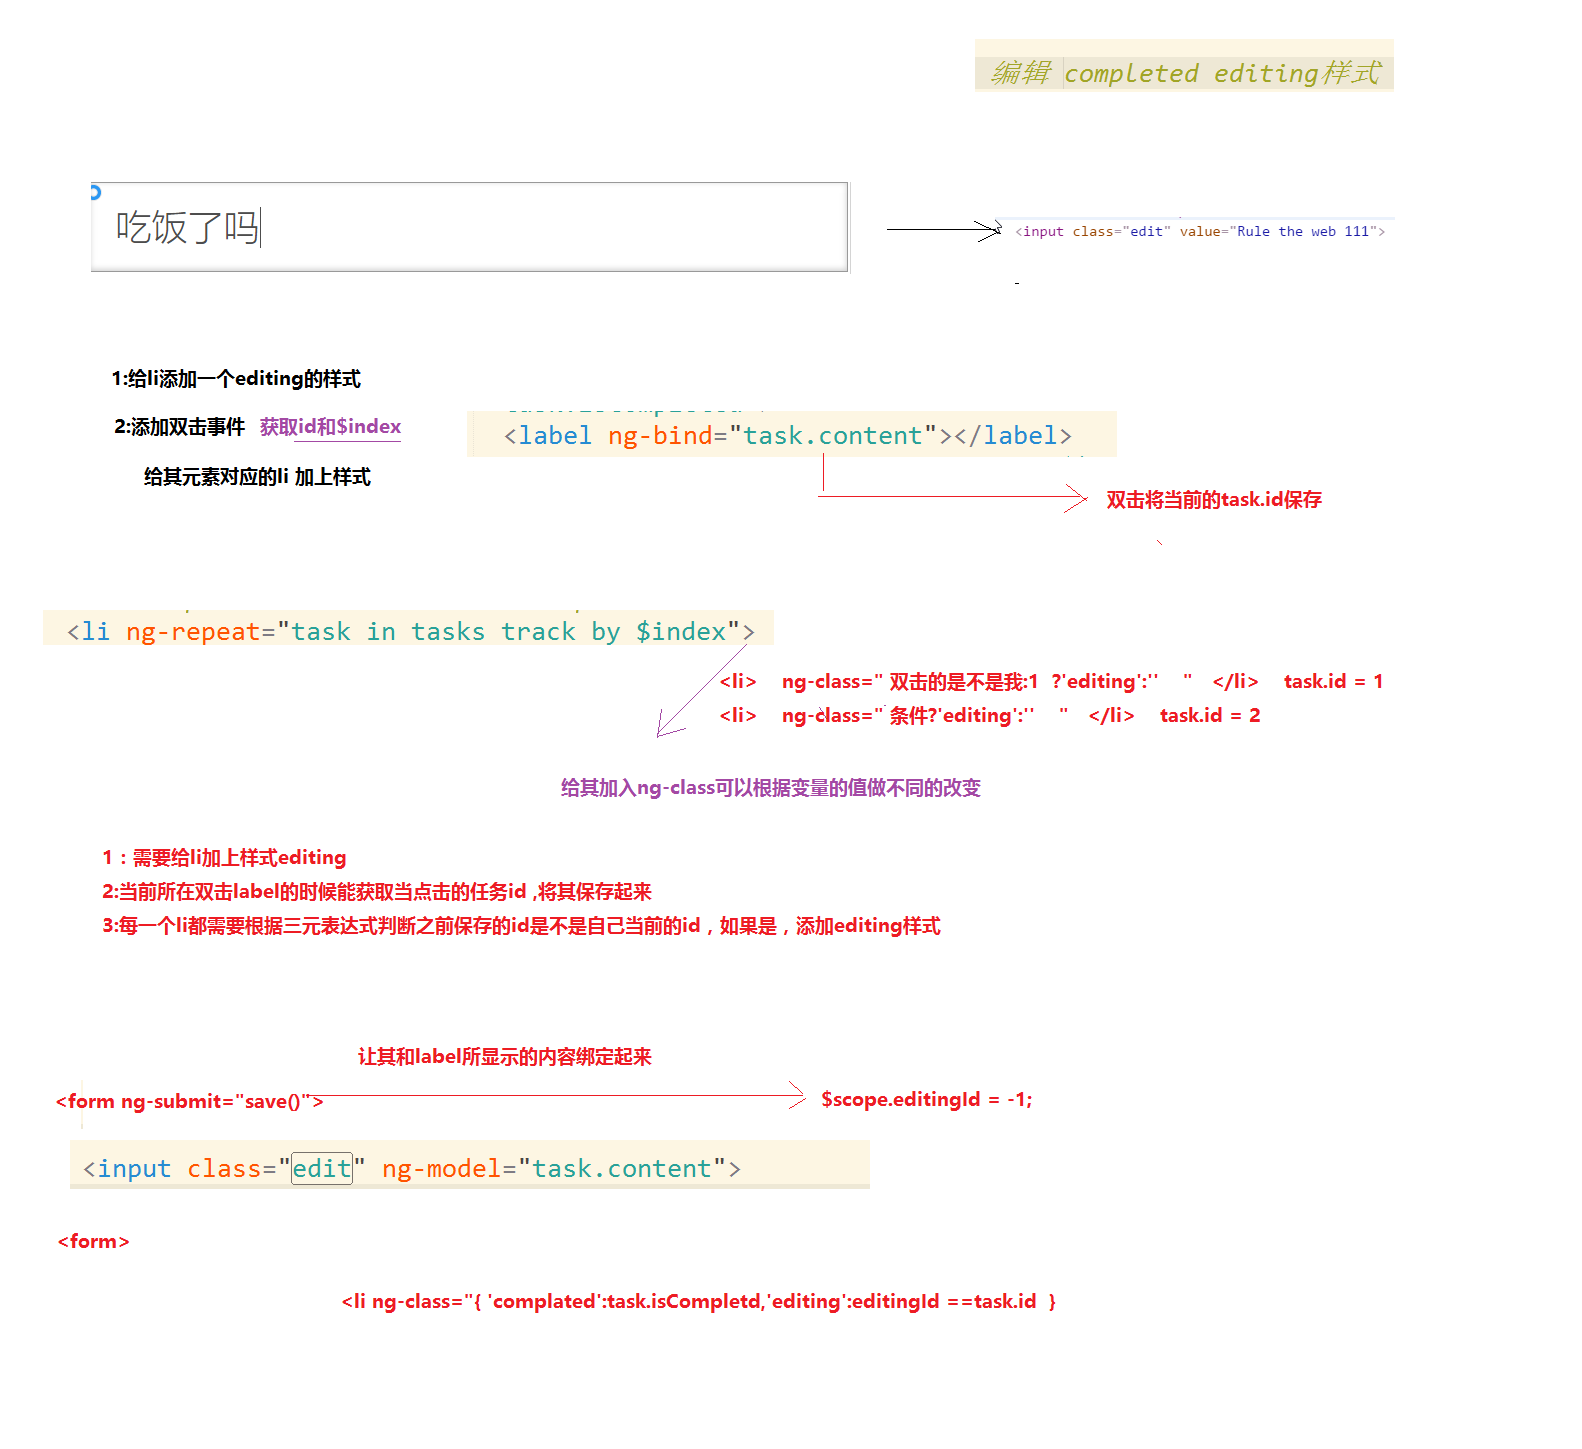 编辑 completed editing样式
吃饭了吗
<input class="edit" value="Rule the web 111">
1:给li添加一个editing的样式
2:添加双击事件 获取id和$index
<label ng-bind="task.content"></label>
给其元素对应的li 加上样式
双击将当前的task.id保存
<li ng-repeat="task in tasks track by $index">
<li> ng-class=" 双击的是不是我:1 ?'editing':'' " </li> task.id = 1
<li> ng-class=" 条件?'editing':'' " </li> task.id = 2
给其加入ng-class可以根据变量的值做不同的改变
1：需要给li加上样式editing
2:当前所在双击label的时候能获取当点击的任务id ,将其保存起来
3:每一个li都需要根据三元表达式判断之前保存的id是不是自己当前的id，如果是，添加editing样式
让其和label所显示的内容绑定起来
<form ng-submit="save()">
$scope.editingId = -1;
<input class="edit" ng-model="task.content">
<form>
<li ng-class="{ 'complated':task.isCompletd,'editing':editingId ==task.id }